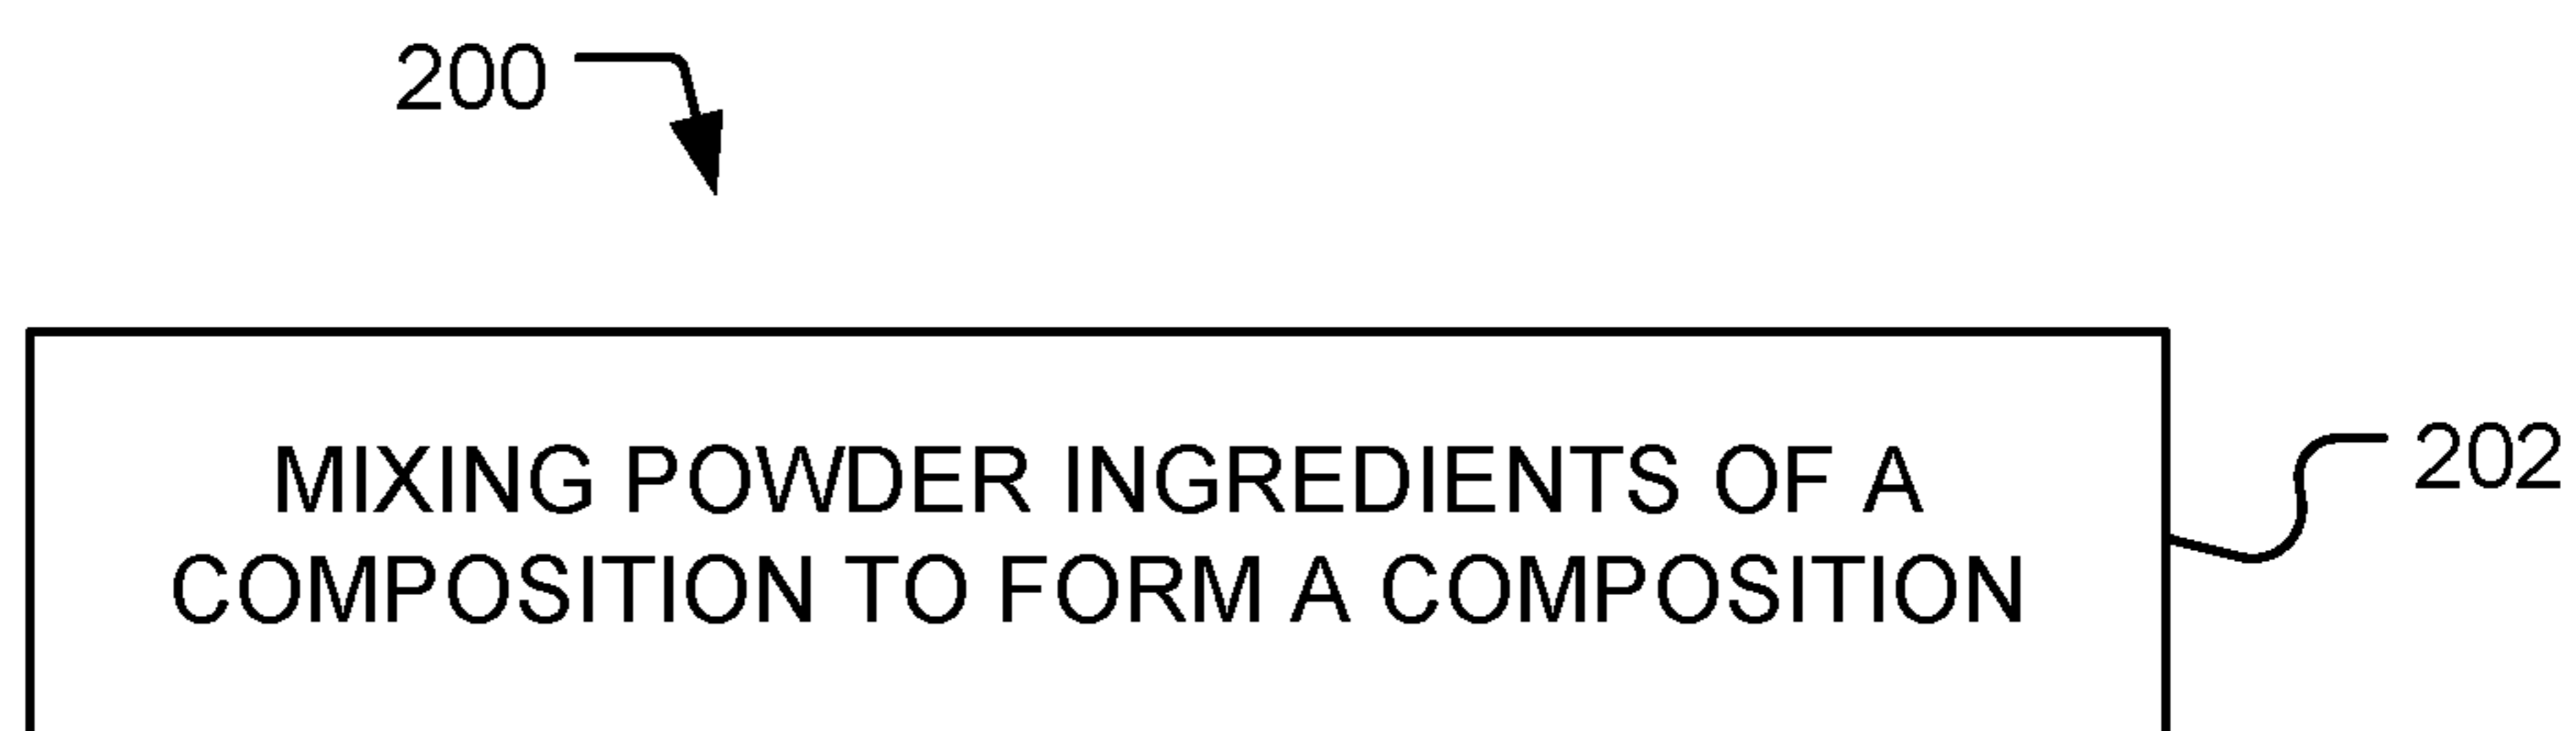 200
MIXING POWDER INGREDIENTS OF A
COMPOSITION TO FORM A COMPOSITION
202